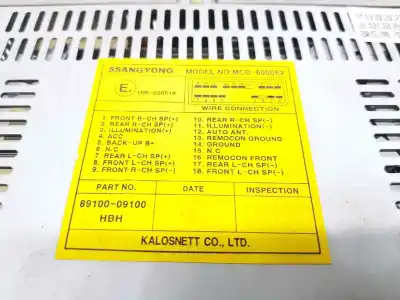 SSANGYONG
MODEL NO: MCD-6000EX
E
WIRE CONNECTION
1. FRONT R-CH SP(+)
2. REAR R-CH SP(+)
3. ILLUMINATION(+)
4. ACC
5. BACK-UP B+
6. N.C
7. REAR L-CH SP(+)
8. FRONT L-CH SP(+)
9. FRONT R-CH SP(-)
10. REAR R-CH SP(-)
11. ILLUMINATION(-)
12. AUTO ANT.
13. REMOCON GROUND
14. GROUND
15. N.C
16. REMOCON FRONT
17. REAR L-CH SP(-)
18. FRONT L-CH SP(-)
PART NO.
DATE
INSPECTION
89100-09100
HBH
KALOSNETT CO., LTD.